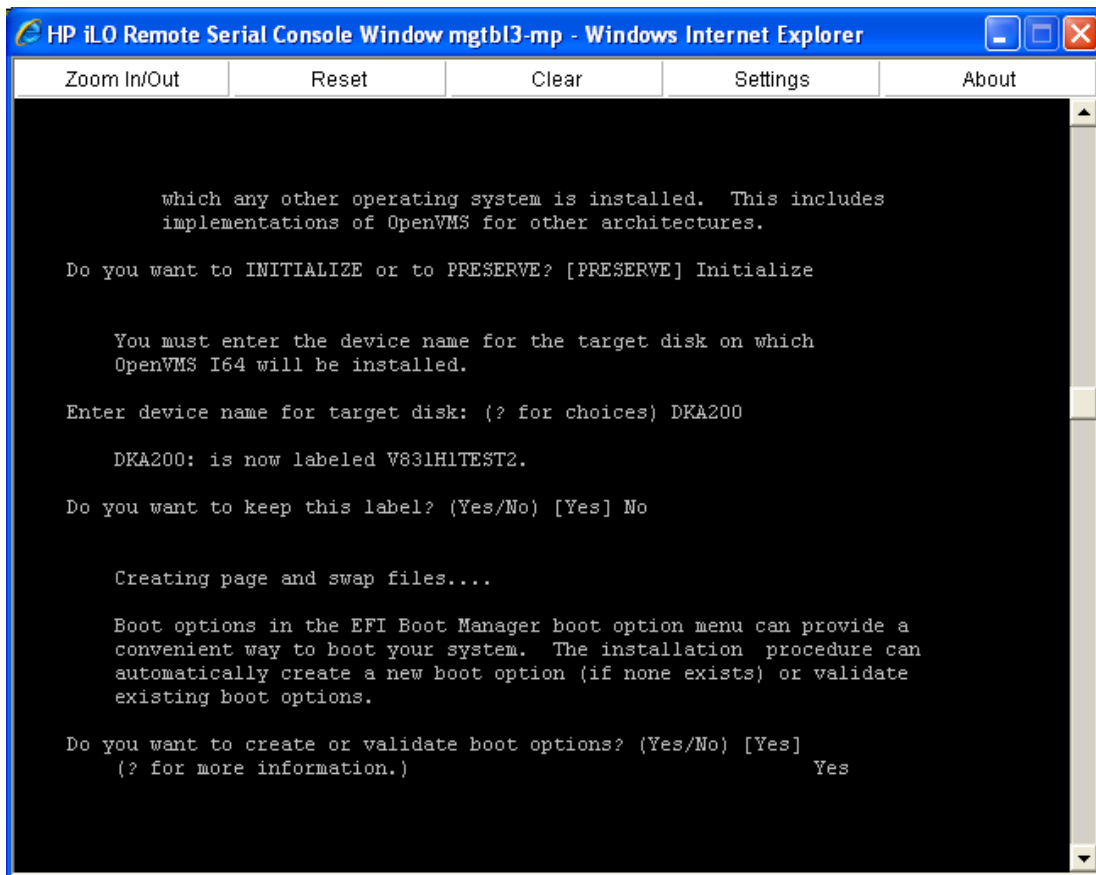 HP iLO Remote Serial Console Window mgtbl3-mp - Windows Internet Explorer
Zoom In/Out Reset Clear Settings About
which any other operating system is installed. This includes
implementations of OpenVMS for other architectures.
Do you want to INITIALIZE or to PRESERVE? [PRESERVE] Initialize
You must enter the device name for the target disk on which
OpenVMS I64 will be installed.
Enter device name for target disk: (? for choices) DKA200
DKA200: is now labeled V831H1TEST2.
Do you want to keep this label? (Yes/No) [Yes] No
Creating page and swap files....
Boot options in the EFI Boot Manager boot option menu can provide a
convenient way to boot your system. The installation procedure can
automatically create a new boot option (if none exists) or validate
existing boot options.
Do you want to create or validate boot options? (Yes/No) [Yes]
(? for more information.) Yes